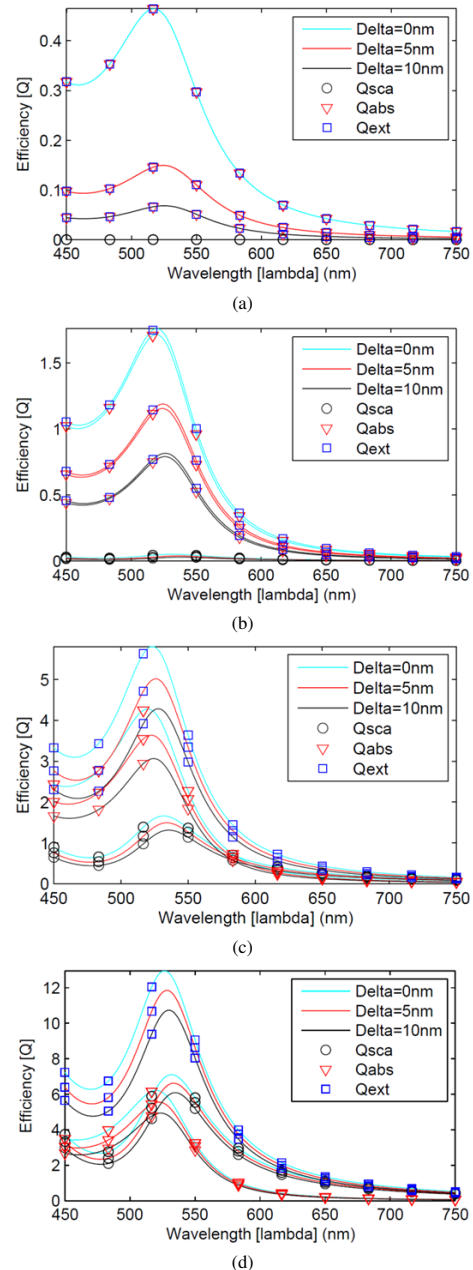 0.4
0.3
0.2
0.1
0
Efficiency [Q]
Delta=0nm
Delta=5nm
Delta=10nm
Qsca
Qabs
Qext
450 500 550 600 650 700 750
Wavelength [lambda] (nm)
(a)
1.5
1
0.5
0
Efficiency [Q]
Delta=0nm
Delta=5nm
Delta=10nm
Qsca
Qabs
Qext
450 500 550 600 650 700 750
Wavelength [lambda] (nm)
(b)
5
4
3
2
1
0
Efficiency [Q]
Delta=0nm
Delta=5nm
Delta=10nm
Qsca
Qabs
Qext
450 500 550 600 650 700 750
Wavelength [lambda] (nm)
(c)
12
10
8
6
4
2
0
Efficiency [Q]
Delta=0nm
Delta=5nm
Delta=10nm
Qsca
Qabs
Qext
450 500 550 600 650 700 750
Wavelength [lambda] (nm)
(d)